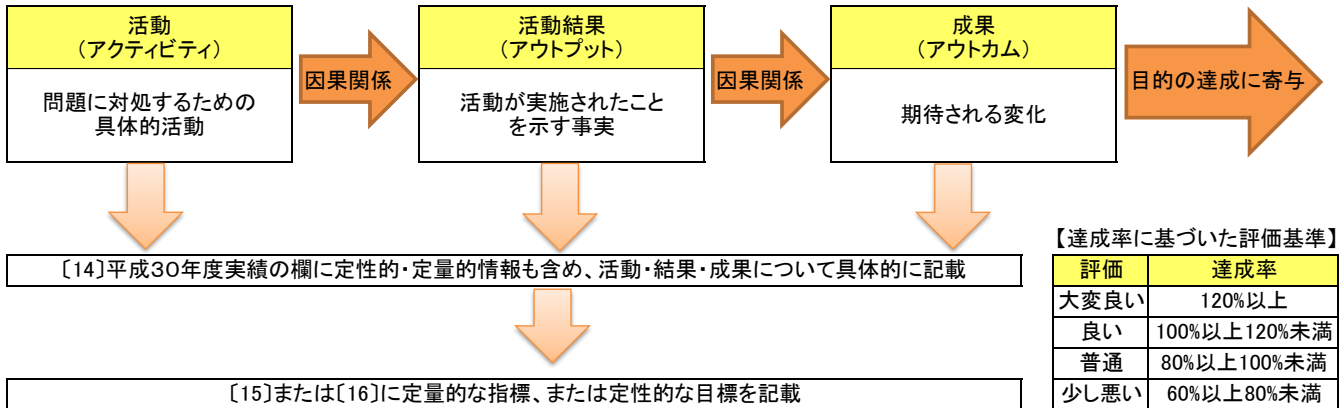 活動
(アクティビティ)
問題に対処するための
具体的活動
因果関係
活動結果
(アウトプット)
活動が実施されたこと
を示す事実
因果関係
成果
(アウトカム)
期待される変化
目的の達成に寄与
〔14〕平成30年度実績の欄に定性的・定量的情報も含め、活動・結果・成果について具体的に記載
〔15〕または〔16〕に定量的な指標、または定性的な目標を記載
【達成率に基づいた評価基準】
評価 達成率
大変良い 120%以上
良い 100%以上120%未満
普通 80%以上100%未満
少し悪い 60%以上80%未満